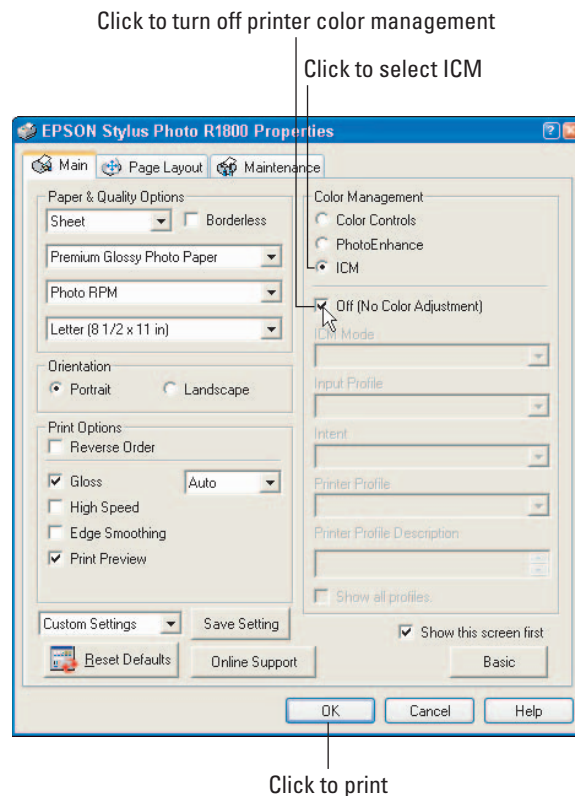 Click to turn off printer color management
Click to select ICM
EPSON Stylus Photo R1800 Properties
Main
Page Layout
Maintenance
Paper & Quality Options
Sheet
Borderless
Premium Glossy Photo Paper
Photo RPM
Letter (8 1/2 x 11 in)
Orientation
Portrait
Landscape
Print Options
Reverse Order
Gloss
Auto
High Speed
Edge Smoothing
Print Preview
Color Management
Color Controls
PhotoEnhance
ICM
Off (No Color Adjustment)
ICM Mode
Input Profile
Intent
Printer Profile
Printer Profile Description
Show all profiles.
Custom Settings
Save Setting
Show this screen first
Reset Defaults
Online Support
Basic
OK
Cancel
Help
Click to print